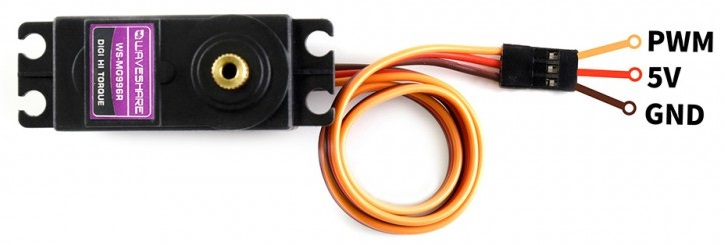 WAVESHARE
WS-MG996R
DIGI HI TORQUE
PWM
5V
GND